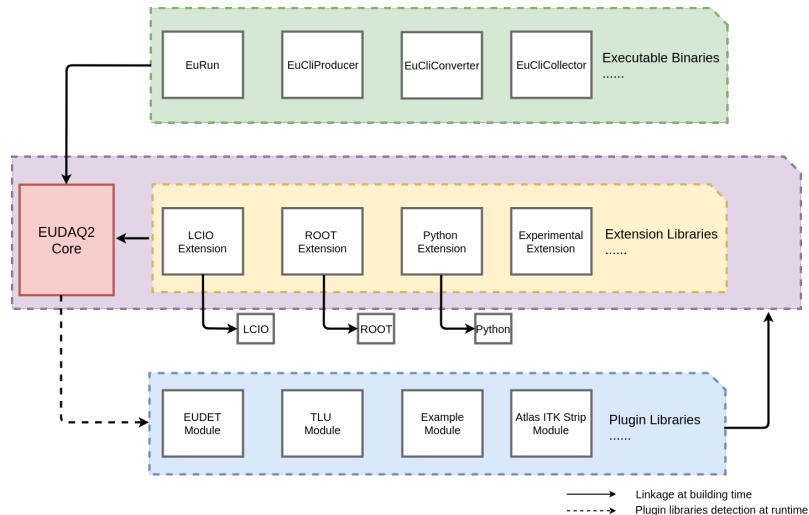 EuRun
EuCliProducer
EuCliConverter
EuCliCollector
Executable Binaries
......
EUDAQ2
Core
LCIO
Extension
ROOT
Extension
Python
Extension
Experimental
Extension
Extension Libraries
......
LCIO
ROOT
Python
EUDET
Module
TLU
Module
Example
Module
Atlas ITK Strip
Module
Plugin Libraries
......
Linkage at building time
Plugin libraries detection at runtime